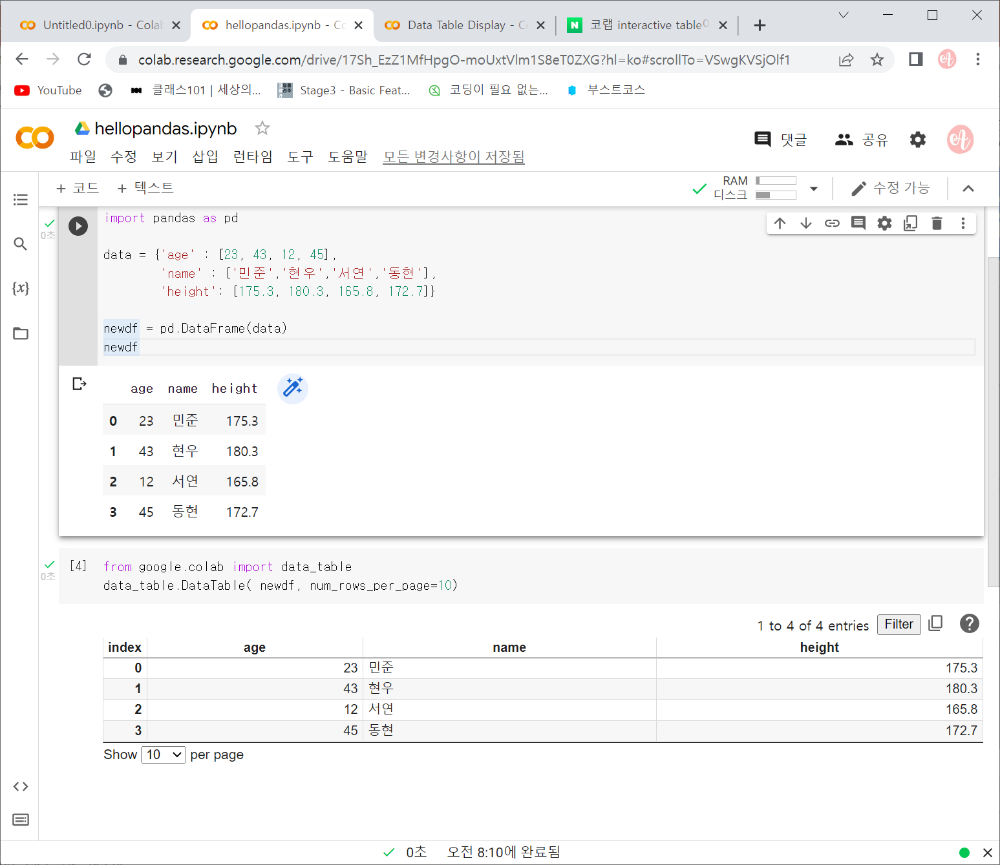 Untitled0.ipynb - Colab
hellopandas.ipynb - Co
Data Table Display - Co
코랩 interactive table
colab.research.google.com/drive/17Sh_EzZ1MfHpgO-moUxtVlm1S8eT0ZXG?hl=ko#scrollTo=VSwgKVSjOlf1
YouTube
클래스101 | 세상의...
Stage3 - Basic Feat...
코딩이 필요 없는...
부스트코스
hellopandas.ipynb
댓글
공유
파일 수정 보기 삽입 런타임 도구 도움말 모든 변경사항이 저장됨
+ 코드 + 텍스트
RAM
디스크
수정 가능
0초
import pandas as pd
data = {'age' : [23, 43, 12, 45],
'name' : ['민준','현우','서연','동현'],
'height': [175.3, 180.3, 165.8, 172.7]}
newdf = pd.DataFrame(data)
newdf
{x}
age name height
0 23 민준 175.3
1 43 현우 180.3
2 12 서연 165.8
3 45 동현 172.7
0초
[4]
from google.colab import data_table
data_table.DataTable( newdf, num_rows_per_page=10)
1 to 4 of 4 entries Filter
index age name height
0 23 민준 175.3
1 43 현우 180.3
2 12 서연 165.8
3 45 동현 172.7
Show 10 per page
0초 오전 8:10에 완료됨